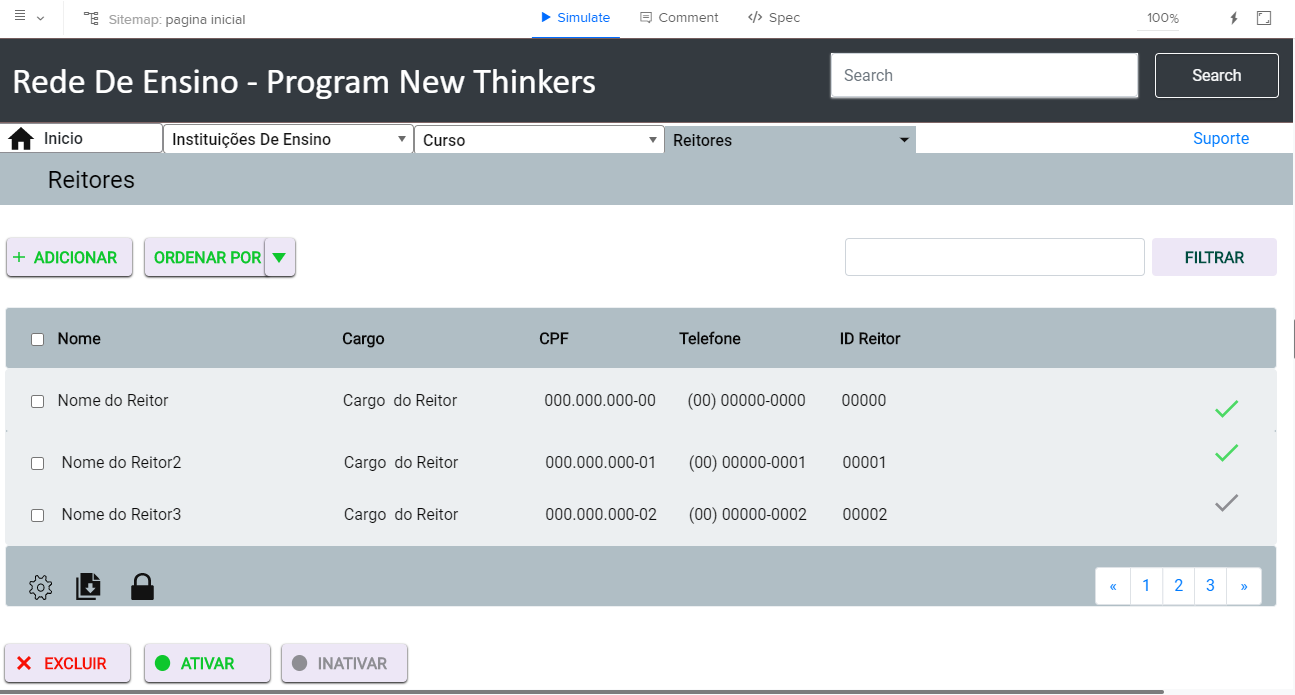 Sitemap: pagina inicial
Simulate
Comment
</> Spec
100%
Rede De Ensino - Program New Thinkers
Search
Search
Inicio
Instituições De Ensino
Curso
Reitores
Suporte
Reitores
+ ADICIONAR
ORDENAR POR
FILTRAR
Nome Cargo CPF Telefone ID Reitor
Nome do Reitor Cargo do Reitor 000.000.000-00 (00) 00000-0000 00000
Nome do Reitor2 Cargo do Reitor 000.000.000-01 (00) 00000-0001 00001
Nome do Reitor3 Cargo do Reitor 000.000.000-02 (00) 00000-0002 00002
« 1 2 3 »
EXCLUIR
ATIVAR
INATIVAR